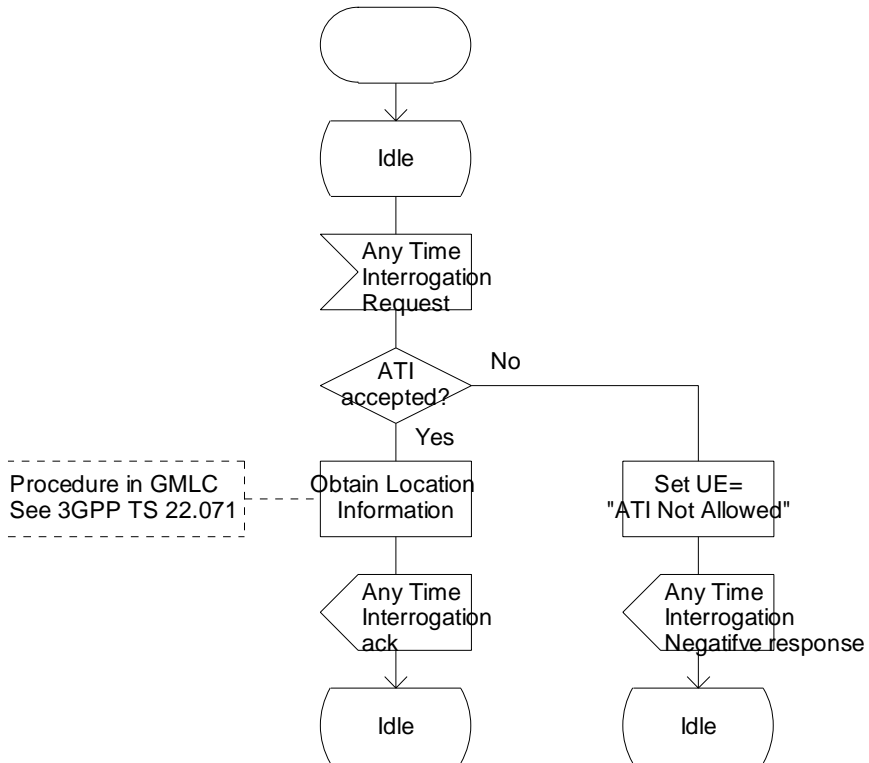 Idle
Any Time
Interrogation
Request
ATI
accepted?
No
Yes
Procedure in GMLC
See 3GPP TS 22.071
Obtain Location
Information
Set UE=
"ATI Not Allowed"
Any Time
Interrogation
ack
Any Time
Interrogation
Negatifve response
Idle
Idle